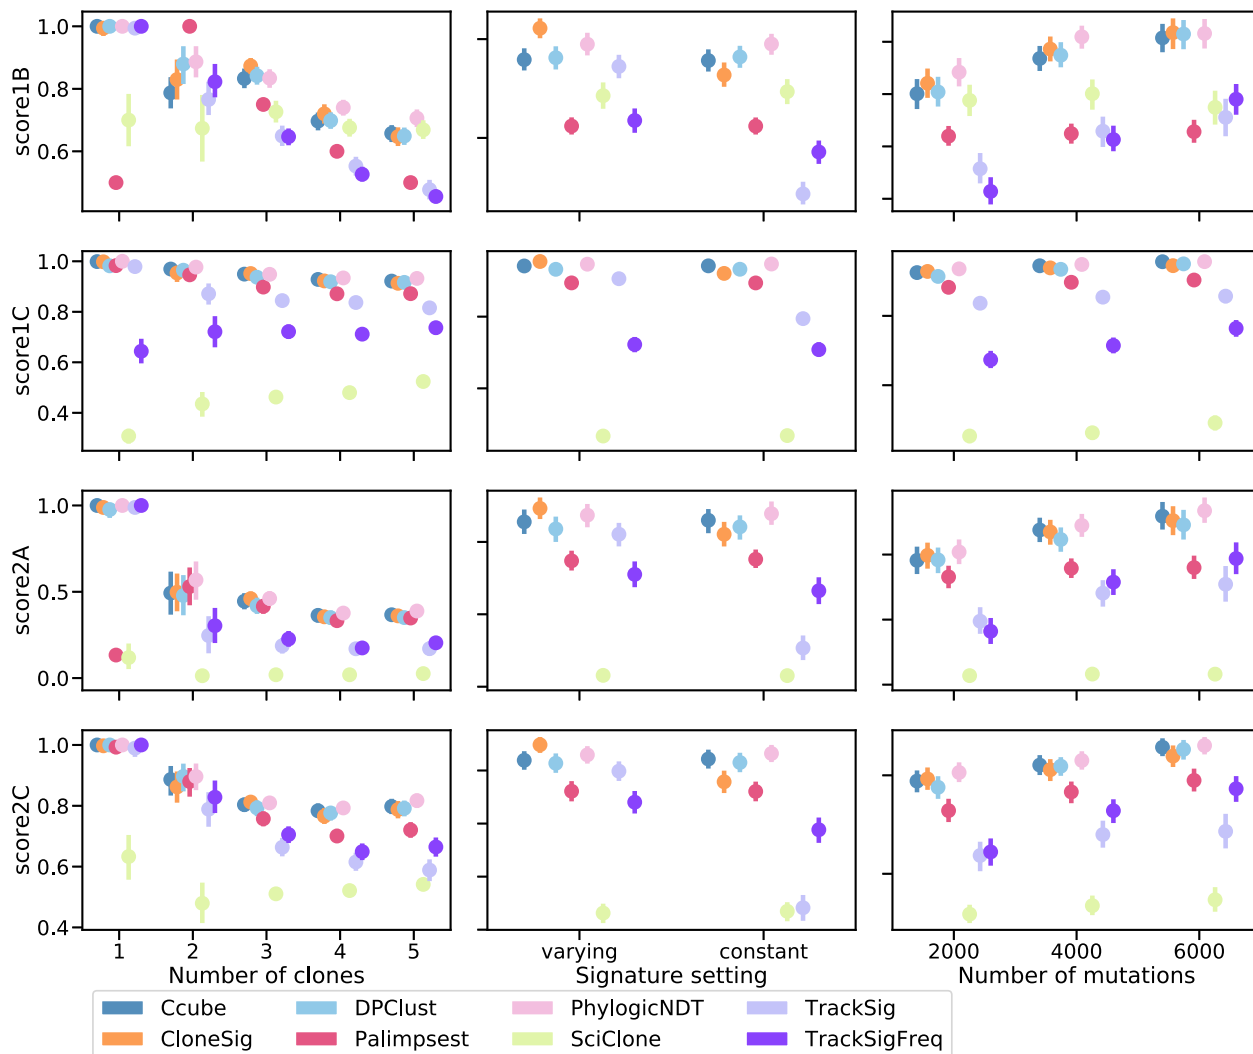 score1B
1.0
0.8
0.6
score1C
1.0
0.8
0.6
0.4
score2A
1.0
0.5
0.0
score2C
1.0
0.8
0.6
0.4
1 2 3 4 5
varying constant
2000 4000 6000
Number of clones
Signature setting
Number of mutations
Ccube DPClust PhylogicNDT TrackSig
CloneSig Palimpsest SciClone TrackSigFreq